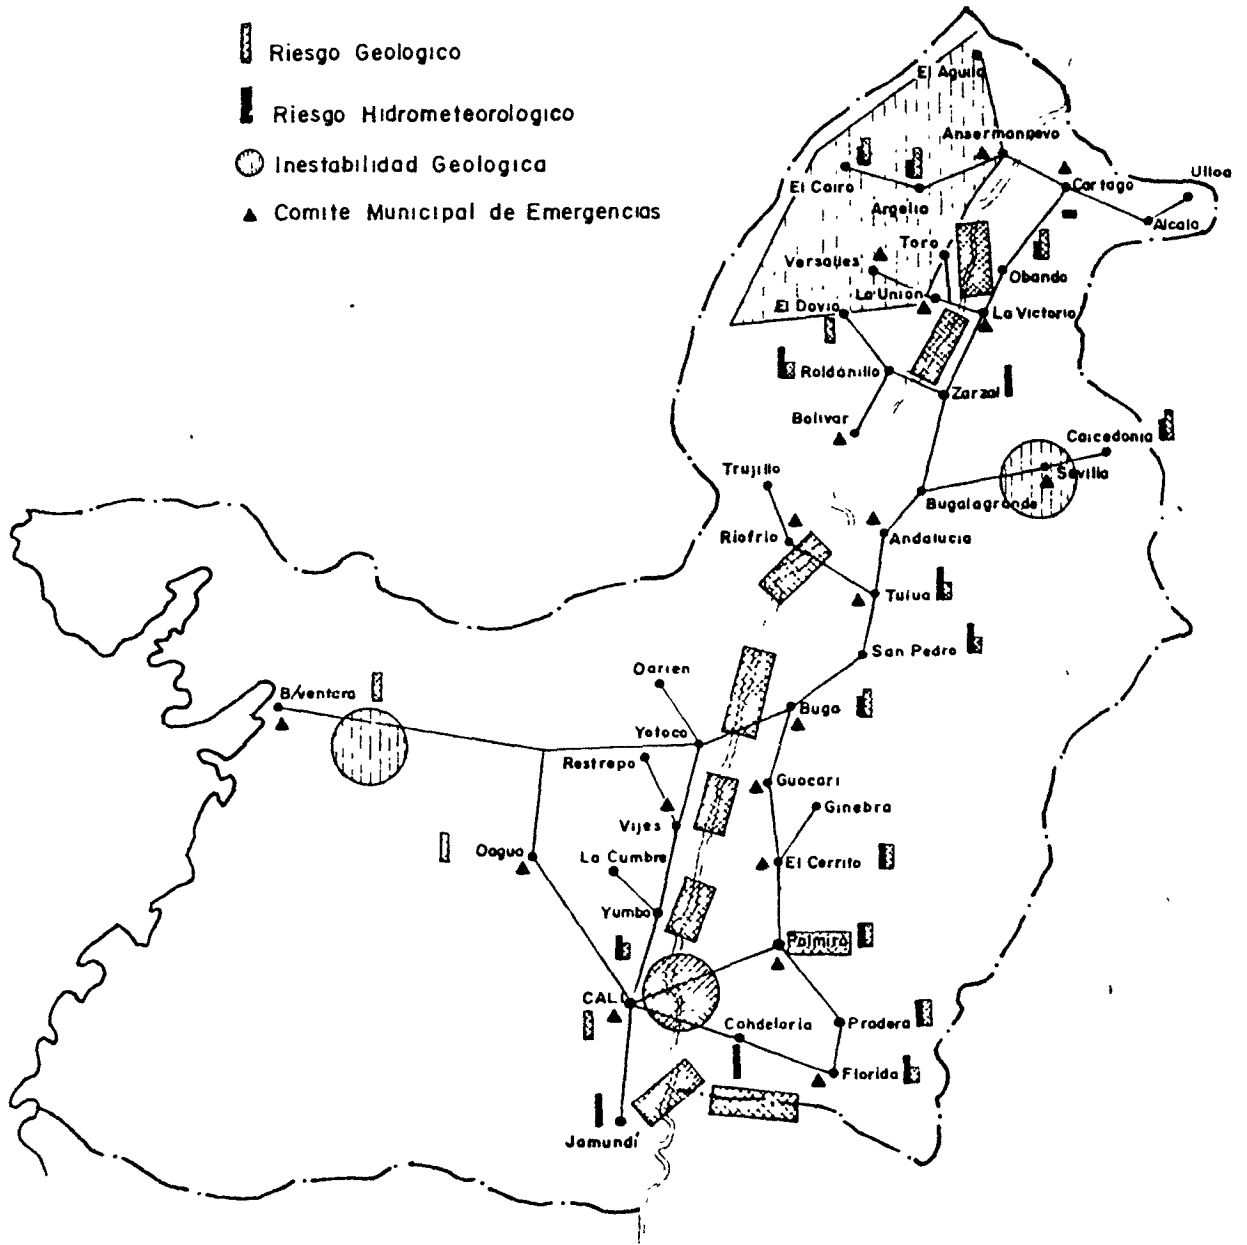 Riesgo Geologico
Riesgo Hidrometeorologico
Inestabilidad Geologica
Comite Municipal de Emergencias
El Aguila
Ansermanuevo
Ulloa
El Cairo
Cartago
Argelia
Alcala
Toro
Versalles
Obando
La Union
El Dovio
La Victoria
Roldanillo
Zarzal
Bolivar
Caicedonia
Trujillo
Sevilla
Bugalagrande
Riofrio
Andalucia
Tulua
San Pedro
Darien
B/ventura
Buga
Yotoco
Restrepo
Guacari
Ginebra
Vijes
Dagua
La Cumbre
El Cerrito
Yumbo
Palmira
CALI
Candelaria
Pradera
Florida
Jamundí